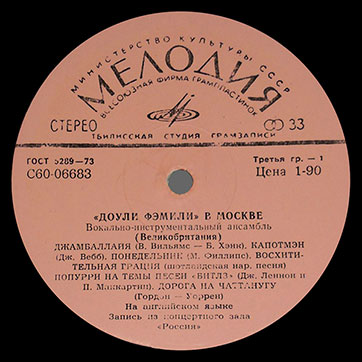 МИНИСТЕРСТВО КУЛЬТУРЫ СССР
МЕЛОДИЯ
ВСЕСОЮЗНАЯ ФИРМА ГРАМПЛАСТИНОК
СТЕРЕО 33
ТБИЛИССКАЯ СТУДИЯ ГРАМЗАПИСИ
ГОСТ 5289-73 Третья гр. — 1
С60-06683 Цена 1-90
«ДОУЛИ ФЭМИЛИ» В МОСКВЕ
Вокально-инструментальный ансамбль
(Великобритания)
ДЖАМБАЛЛАЙЯ (В. Вильямс — Б. Хэнк), КАПОТМЭН
(Дж. Вебб), ПОНЕДЕЛЬНИК (М. Филлипс), ВОСХИ-
ТИТЕЛЬНАЯ ГРАЦИЯ (шотландская нар. песня)
ПОПУРРИ НА ТЕМЫ ПЕСЕН «БИТЛЗ» (Дж. Леннон и
П. Маккартни), ДОРОГА НА ЧАТТАНУГУ
(Гордон — Уоррен)
На английском языке
Запись из концертного зала
«Россия»